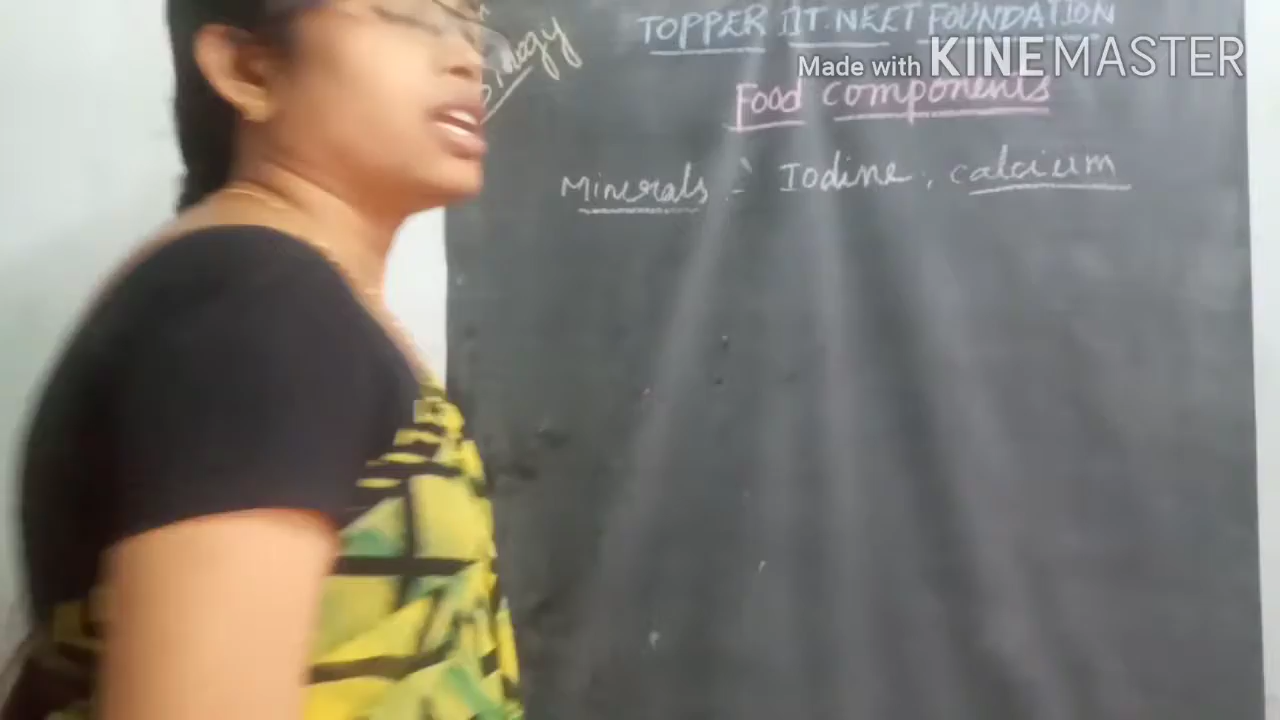 TOPPER IIT. NEET FOUNDATION
Made with KINEMASTER
Food components
Minerals :- Iodine, calcium